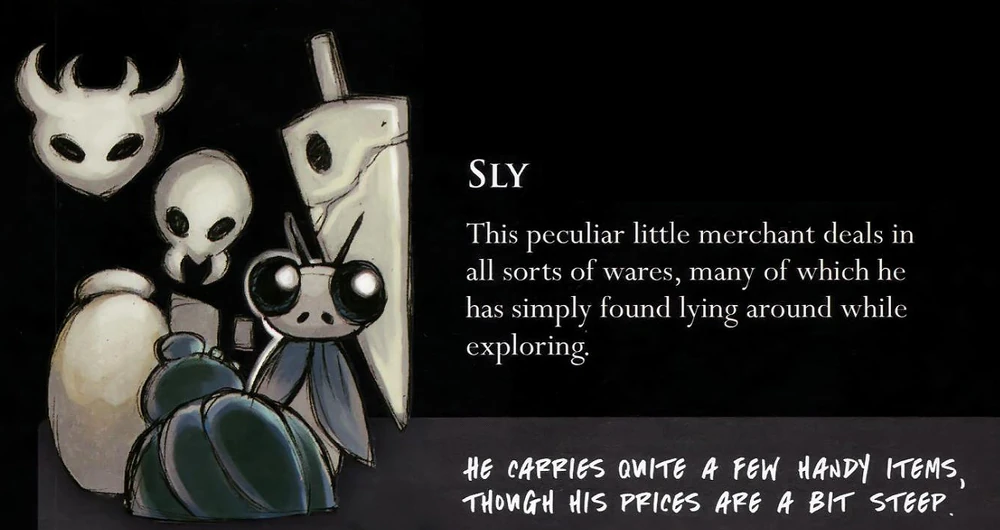 SLY
This peculiar little merchant deals in
all sorts of wares, many of which he
has simply found lying around while
exploring.
HE CARRIES QUITE A FEW HANDY ITEMS,
THOUGH HIS PRICES ARE A BIT STEEP.